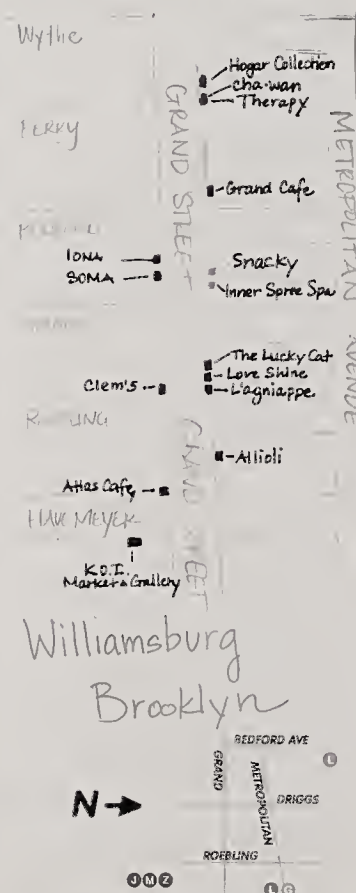 Wythe
Hogar Collection
cha-wan
Therapy
GRAND STREET
METROPOLITAN AVENUE
Grand Cafe
IONA
SOMA
Snacky
Inner Spree Spa
The Lucky Cat
Love Shine
L'agniappe
Clem's
Allioli
GRAND STREET
Atlas Cafe
HAVEMEYER
K.O.I.
Market & Gallery
Williamsburg
Brooklyn
BEDFORD AVE
L
GRAND
METROPOLITAN
DRIGGS
N
ROEBLING
J M Z
L G